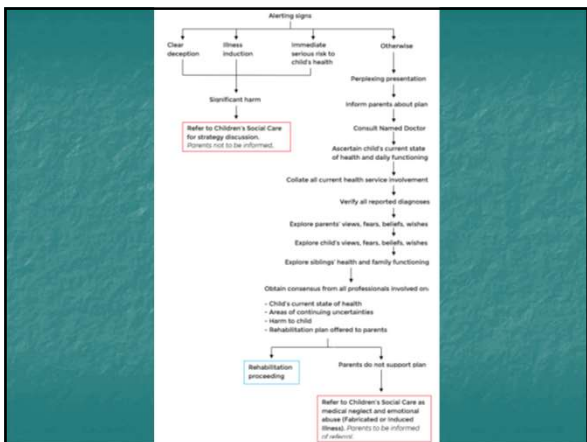 Alerting signs
Clear
deception
Illness
induction
Immediate
serious risk to
child's health
Otherwise
Perplexing presentation
Significant harm
Inform parents about plan
Refer to Children's Social Care
for strategy discussion.
Parents not to be informed.
Consult Named Doctor
Ascertain child's current state
of health and daily functioning
Collate all current health service involvement
Verify all reported diagnoses
Explore parents' views, fears, beliefs, wishes
Explore child's views, fears, beliefs, wishes
Explore siblings' health and family functioning
Obtain consensus from all professionals involved on:
- Child's current state of health
- Areas of continuing uncertainties
- Harm to child
- Rehabilitation plan offered to parents
Rehabilitation
proceeding
Parents do not support plan
Refer to Children's Social Care as
medical neglect and emotional
abuse (Fabricated or Induced
Illness). Parents to be informed
of referral.